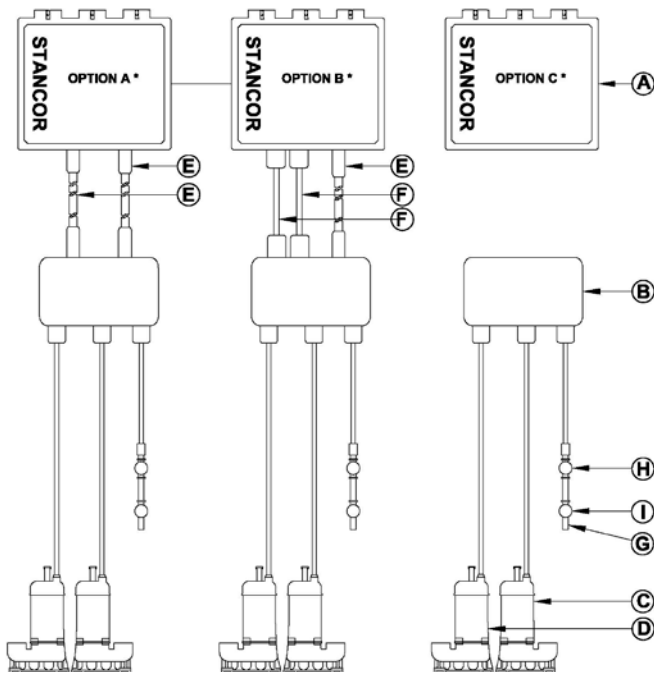 STANCOR
OPTION A *
STANCOR
OPTION B *
STANCOR
OPTION C *
A
E
E
E
F
F
B
H
I
G
C
D